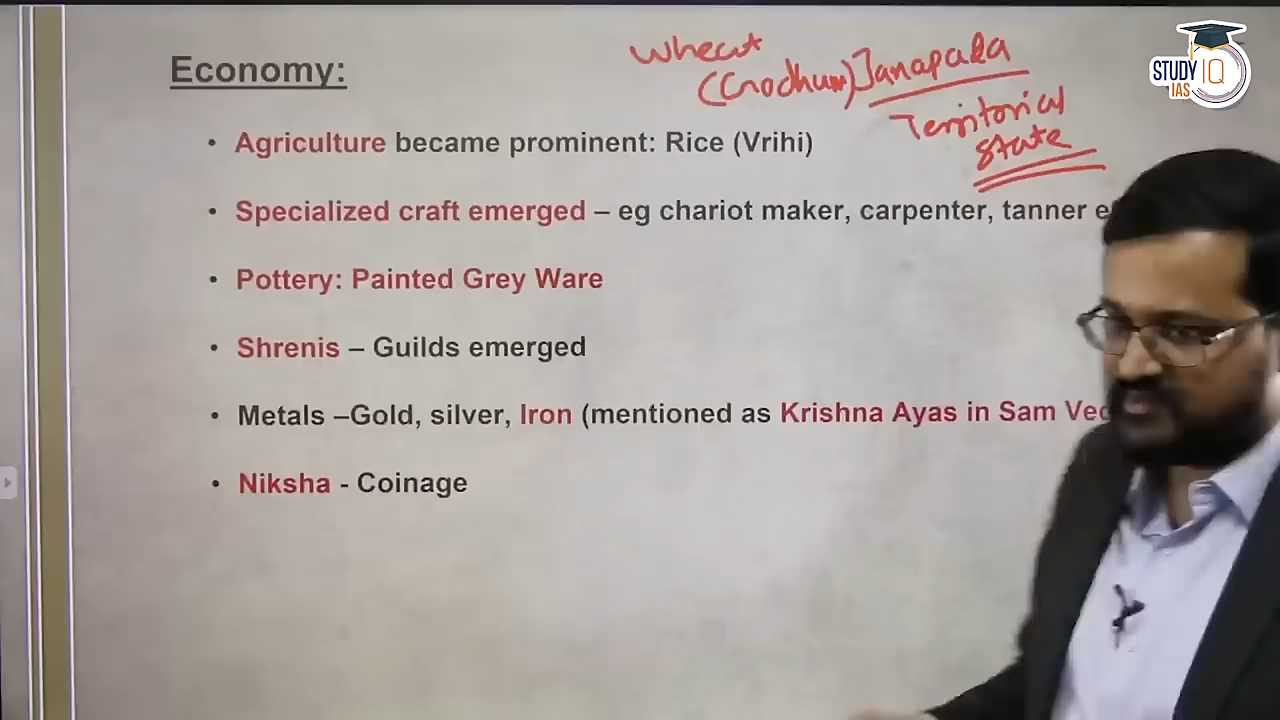 Economy:
Wheat
(Godhum)
Janapada
Territorial
State
STUDY IQ
IAS
• Agriculture became prominent: Rice (Vrihi)
• Specialized craft emerged – eg chariot maker, carpenter, tanner
• Pottery: Painted Grey Ware
• Shrenis – Guilds emerged
• Metals –Gold, silver, Iron (mentioned as Krishna Ayas in Sam
• Niksha - Coinage